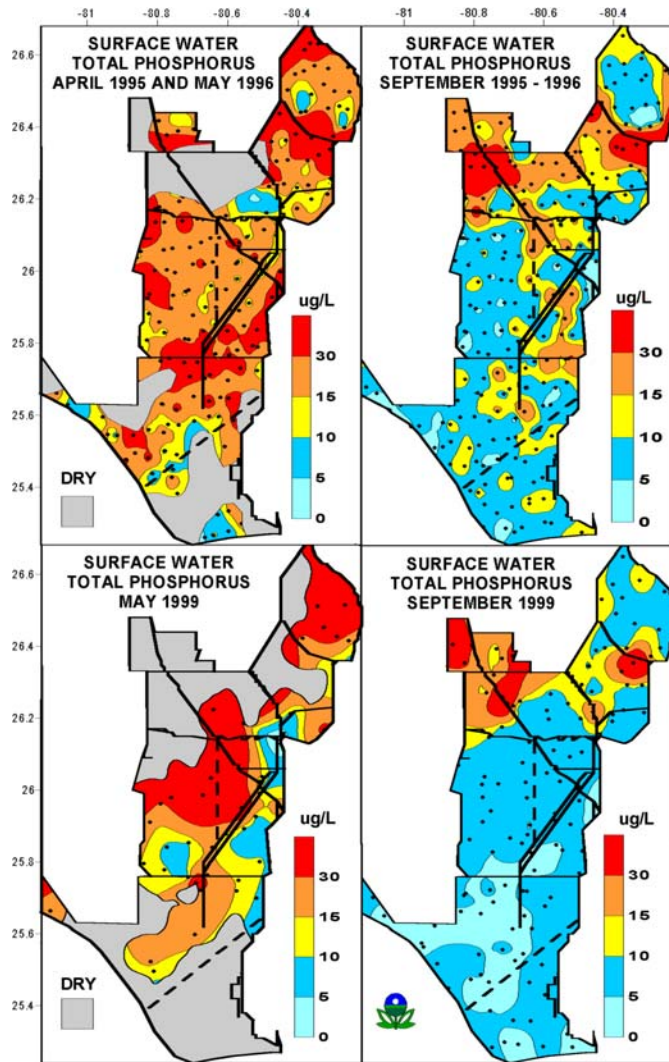 -81 -80.8 -80.6 -80.4
-81 -80.8 -80.6 -80.4
SURFACE WATER
TOTAL PHOSPHORUS
APRIL 1995 AND MAY 1996
26.6
26.4
26.2
26
25.8
25.6
25.4
ug/L
30
15
10
5
0
DRY
SURFACE WATER
TOTAL PHOSPHORUS
SEPTEMBER 1995 - 1996
ug/L
30
15
10
5
0
SURFACE WATER
TOTAL PHOSPHORUS
MAY 1999
26.6
26.4
26.2
26
25.8
25.6
25.4
ug/L
30
15
10
5
0
DRY
SURFACE WATER
TOTAL PHOSPHORUS
SEPTEMBER 1999
ug/L
30
15
10
5
0